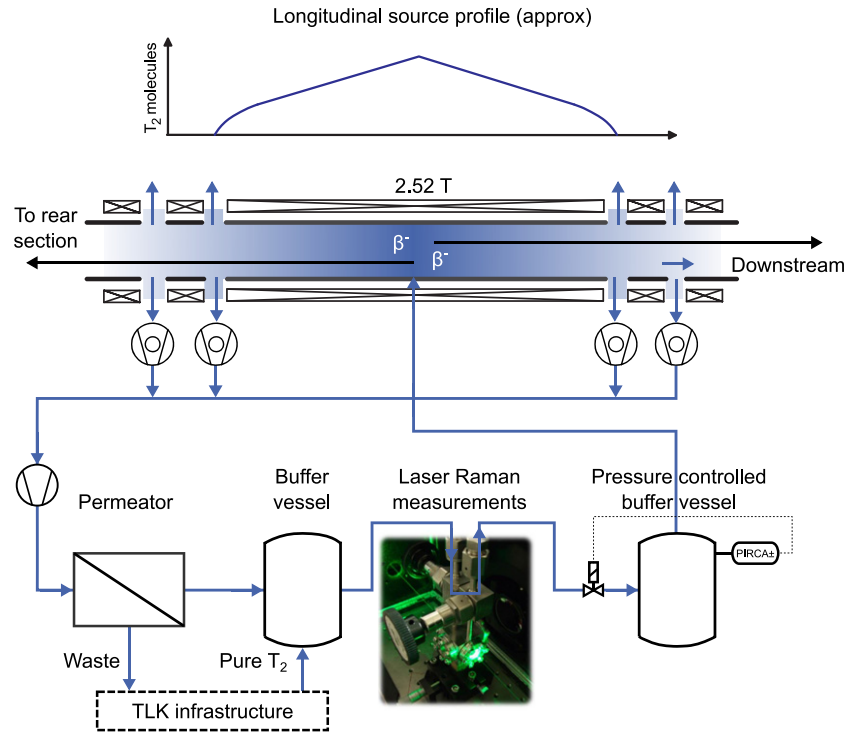 Longitudinal source profile (approx)
T₂ molecules
2.52 T
To rear
section
β⁻
β⁻
Downstream
Permeator
Buffer
vessel
Laser Raman
measurements
Pressure controlled
buffer vessel
PIRCA±
Waste
Pure T₂
TLK infrastructure